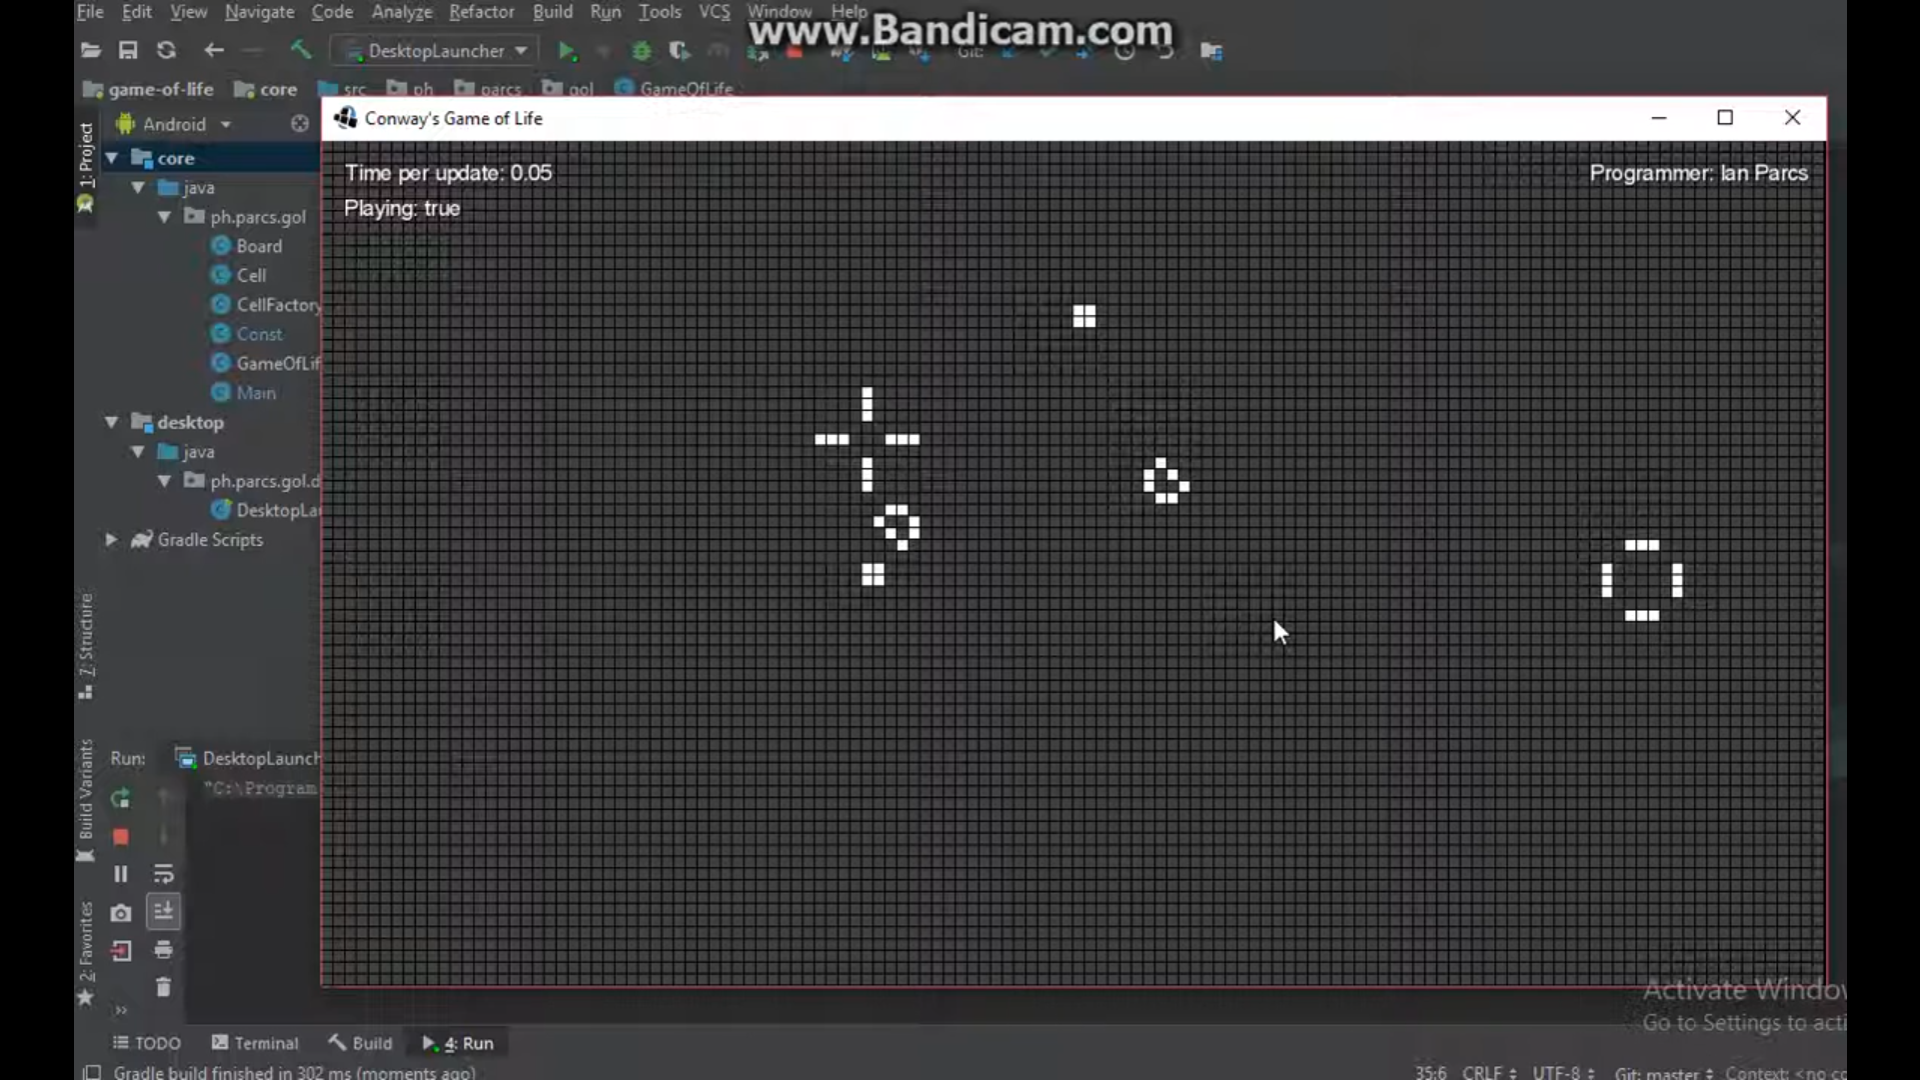 File Edit View Navigate Code Analyze Refactor Build Run Tools VCS Window Help
www.Bandicam.com
DesktopLauncher
Git:
game-of-life core src ph parcs gol GameOfLife
Conway's Game of Life
1: Project
Android
core
java
ph.parcs.gol
Board
Cell
CellFactory
Const
GameOfLif
Main
desktop
java
ph.parcs.gol.d
DesktopLa
Gradle Scripts
Time per update: 0.05
Playing: true
Programmer: Ian Parcs
7: Structure
Build Variants
2: Favorites
Run: DesktopLaunch
"C:\Program
Activate Window
Go to Settings to acti
TODO Terminal Build 4: Run
Gradle build finished in 302 ms (moments ago)
35:6 CRLF UTF-8 Git: master Context: <no co